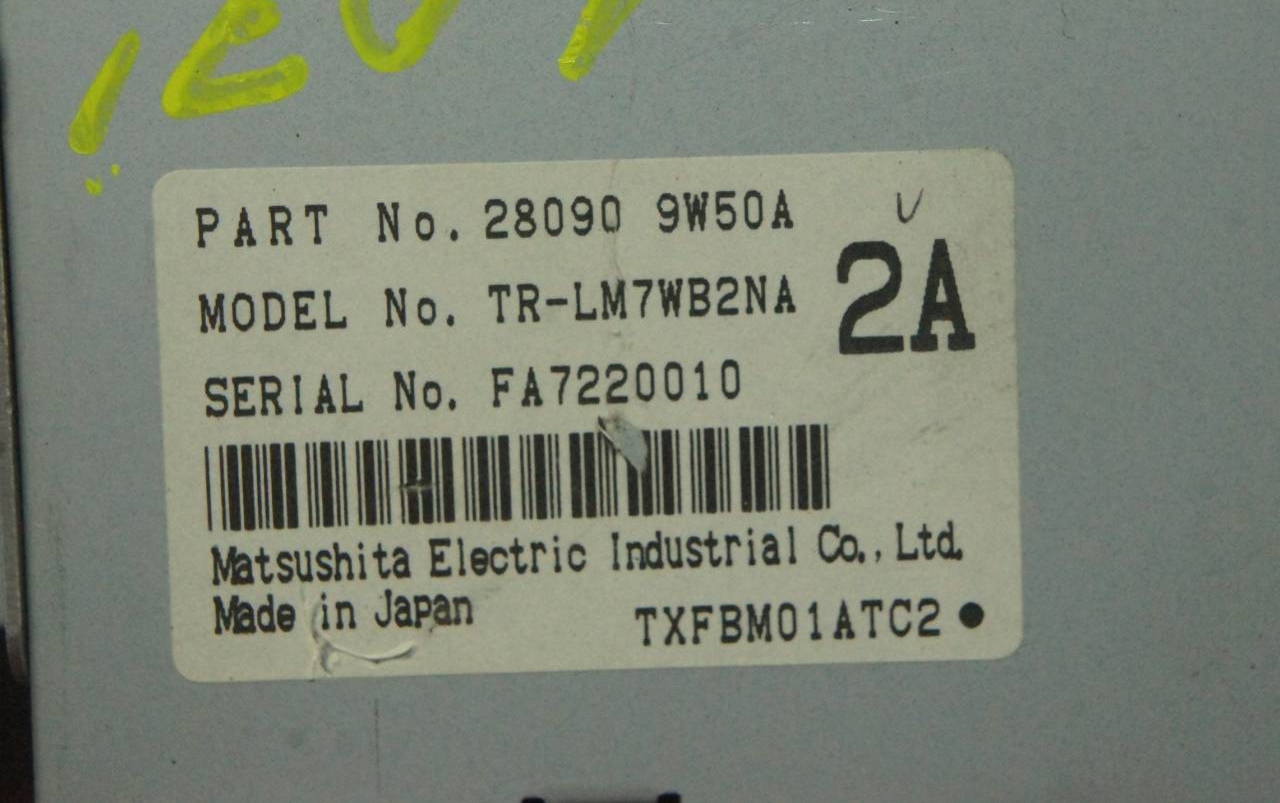 PART No. 28090 9W50A
2A
MODEL No. TR-LM7WB2NA
SERIAL No. FA7220010
Matsushita Electric Industrial Co., Ltd.
Made in Japan
TXFBM01ATC2 ●